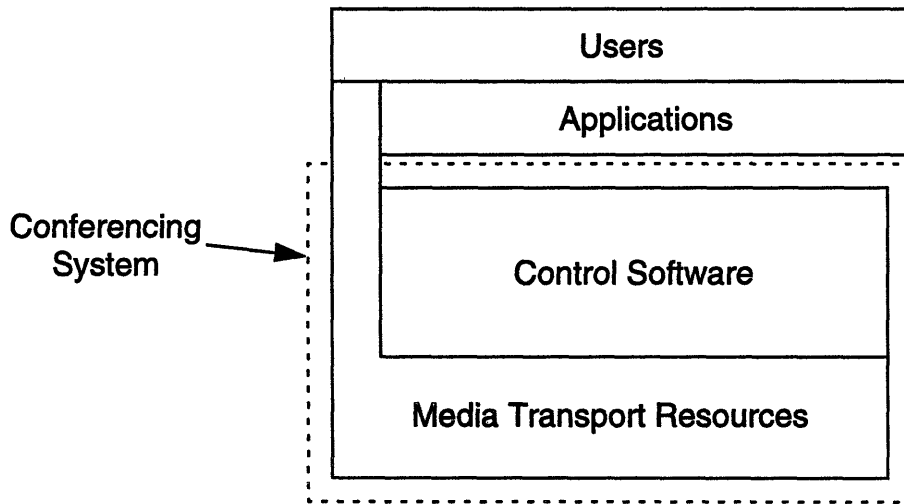 Users
Applications
Conferencing
System
Control Software
Media Transport Resources